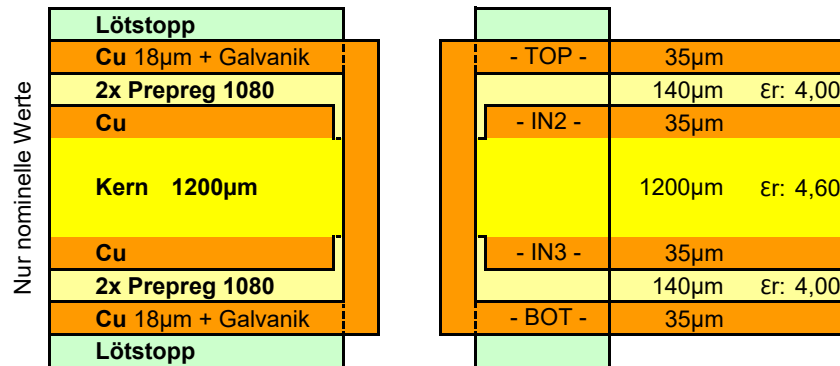 Nur nominelle Werte
Lötstopp
Cu 18µm + Galvanik - TOP - 35µm
2x Prepreg 1080 140µm εr: 4,00
Cu - IN2 - 35µm
Kern 1200µm 1200µm εr: 4,60
Cu - IN3 - 35µm
2x Prepreg 1080 140µm εr: 4,00
Cu 18µm + Galvanik - BOT - 35µm
Lötstopp